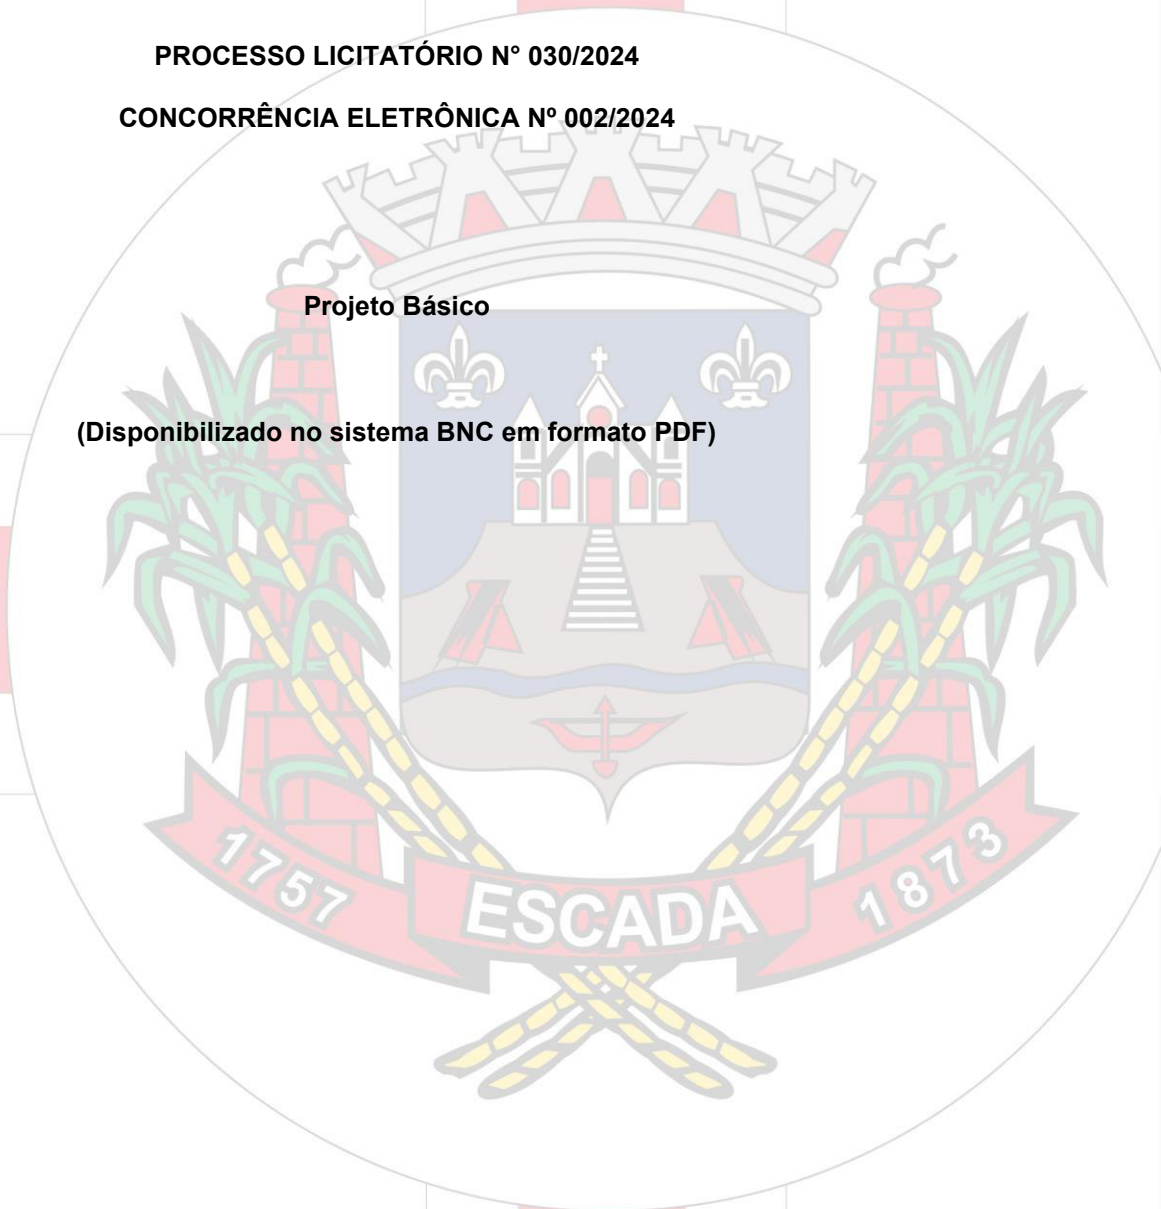 PROCESSO LICITATÓRIO N° 030/2024
CONCORRÊNCIA ELETRÔNICA Nº 002/2024
Projeto Básico
(Disponibilizado no sistema BNC em formato PDF)
1757
ESCADA
1873